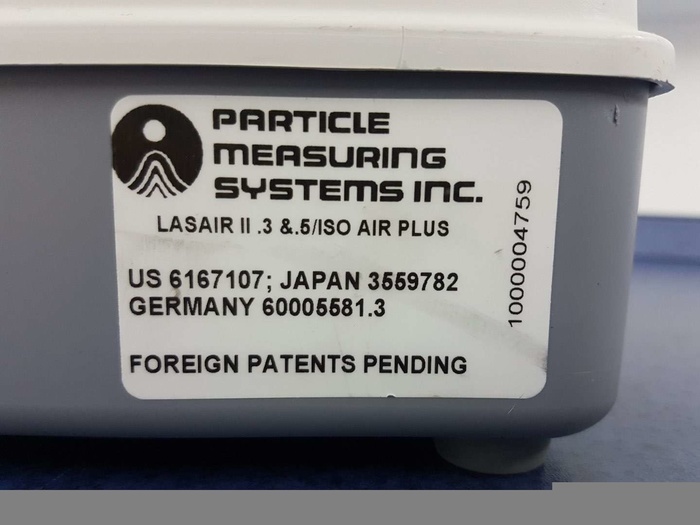 PARTICLE
MEASURING
SYSTEMS INC.
LASAIR II .3 &.5/ISO AIR PLUS
US 6167107; JAPAN 3559782
GERMANY 60005581.3
FOREIGN PATENTS PENDING
1000004759